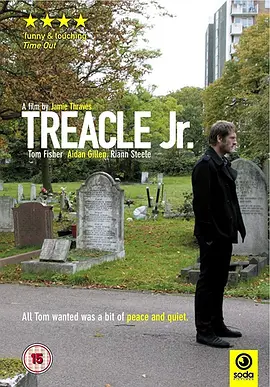 ★★★★
"funny & touching"
Time Out
A film by Jamie Thraves
TREACLE Jr.
Tom Fisher, Aidan Gillen, Riann Steele
All Tom wanted was a bit of peace and quiet.
15
soda